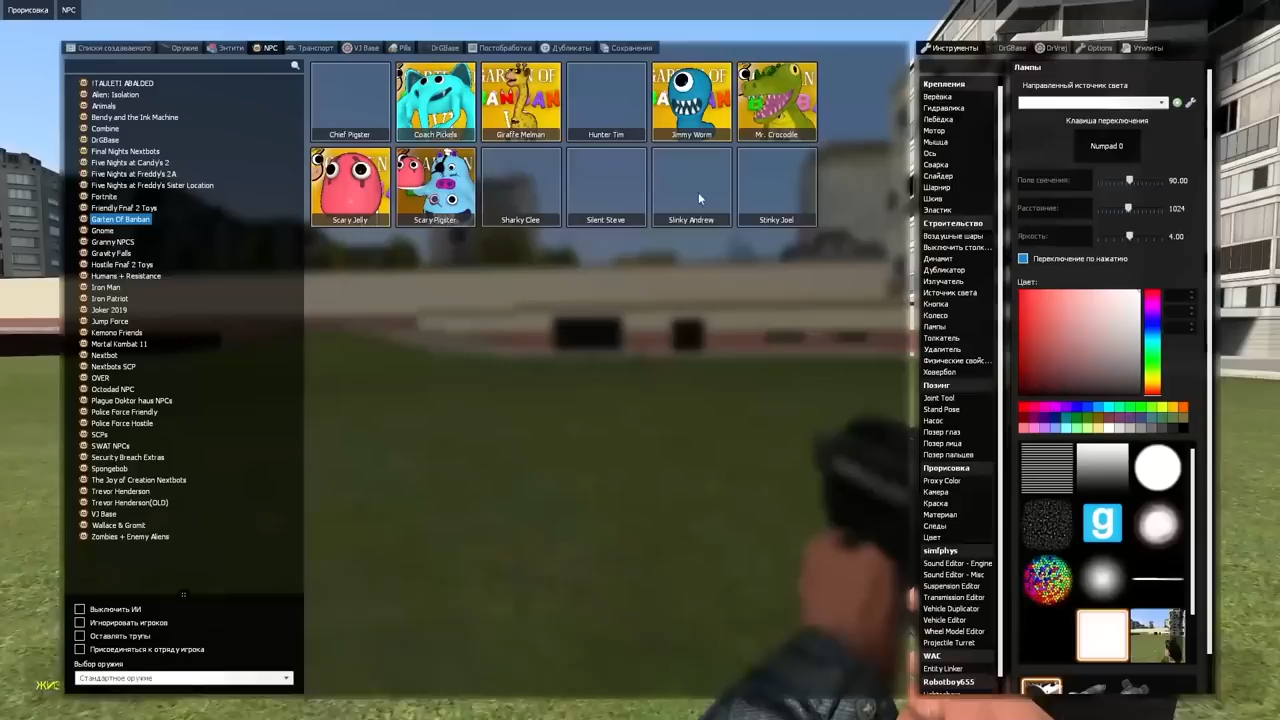 Прорисовка NPC
Списки создаваемого Оружие Энтити NPC Транспорт VJ Base Pills DrGBase Постобработка Дубликаты Сохранения
!TAULET! ABALDED
Alien: Isolation
Animals
Bendy and the Ink Machine
Combine
DrGBase
Final Nights Nextbots
Five Nights at Candy's 2
Five Nights at Freddy's 2A
Five Nights at Freddy's Sister Location
Fortnite
Friendly Fnaf 2 Toys
Garten Of Banban
Gnome
Granny NPCS
Gravity Falls
Hostile Fnaf 2 Toys
Humans + Resistance
Iron Man
Iron Patriot
Joker 2019
Jump Force
Kemono Friends
Mortal Kombat 11
Nextbot
Nextbots SCP
OVER
Octodad NPC
Plague Doktor haus NPCs
Police Force Friendly
Police Force Hostile
SCPs
SWAT NPCs
Security Breach Extras
Spongebob
The Joy of Creation Nextbots
Trevor Henderson
Trevor Henderson(OLD)
VJ Base
Wallace & Gromit
Zombies + Enemy Aliens
Выключить ИИ
Игнорировать игроков
Оставлять трупы
Присоединяться к отряду игрока
Выбор оружия
Стандартное оружие
Chief Pigster Coach Pickels Giraffe Melman Hunter Tim Jimmy Worm Mr. Crocodile
Scary Jelly Scary Pigster Sharky Clee Silent Steve Slinky Andrew Stinky Joel
Инструменты DrGBase DrVrej Options Утилиты
Крепления
Верёвка
Гидравлика
Лебёдка
Мотор
Мышца
Ось
Сварка
Слайдер
Шарнир
Шкив
Эластик
Строительство
Воздушные шары
Выключить столк...
Динамит
Дубликатор
Излучатель
Источник света
Кнопка
Колесо
Лампы
Толкатель
Удалитель
Физические свойс...
Ховербол
Позинг
Joint Tool
Stand Pose
Насос
Позер глаз
Позер лица
Позер пальцев
Прорисовка
Proxy Color
Камера
Краска
Материал
Следы
Цвет
simfphys
Sound Editor - Engine
Sound Editor - Misc
Suspension Editor
Transmission Editor
Vehicle Duplicator
Vehicle Editor
Wheel Model Editor
Projectile Turret
WAC
Entity Linker
Robotboy655
Лампы
Направленный источник света
Клавиша переключения
Numpad 0
Поле свечения: 90.00
Расстояние: 1024
Яркость: 4.00
Переключение по нажатию
Цвет:
g